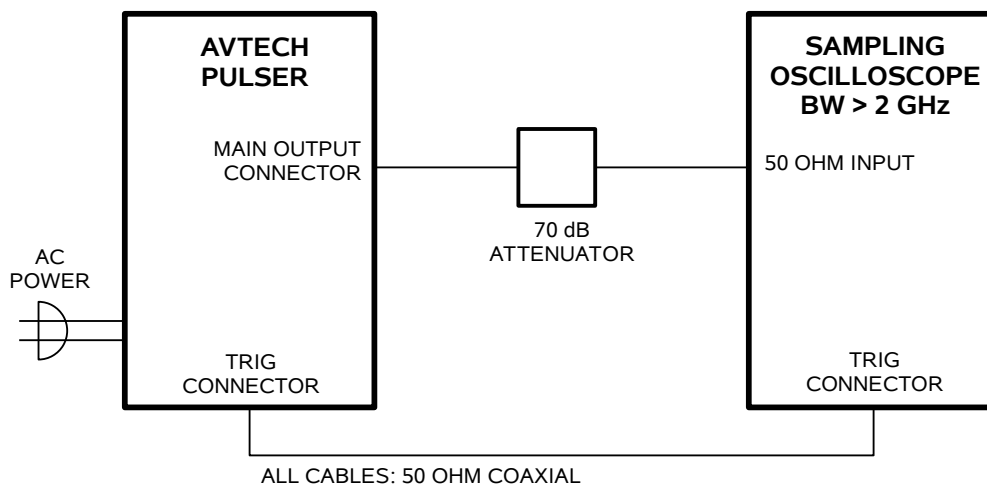 AVTECH
PULSER
MAIN OUTPUT
CONNECTOR
AC
POWER
TRIG
CONNECTOR
70 dB
ATTENUATOR
SAMPLING
OSCILLOSCOPE
BW > 2 GHz
50 OHM INPUT
TRIG
CONNECTOR
ALL CABLES: 50 OHM COAXIAL